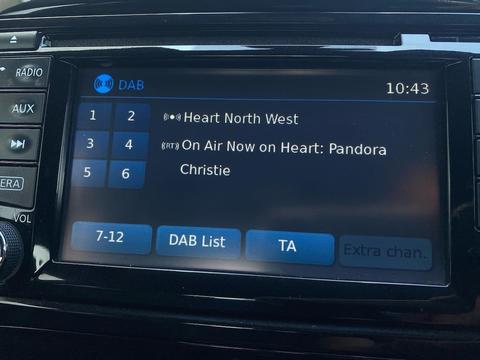 RADIO
AUX
ERA
VOL
DAB
10:43
1 2
3 4
5 6
Heart North West
(RT) On Air Now on Heart: Pandora
Christie
7-12
DAB List
TA
Extra chan.